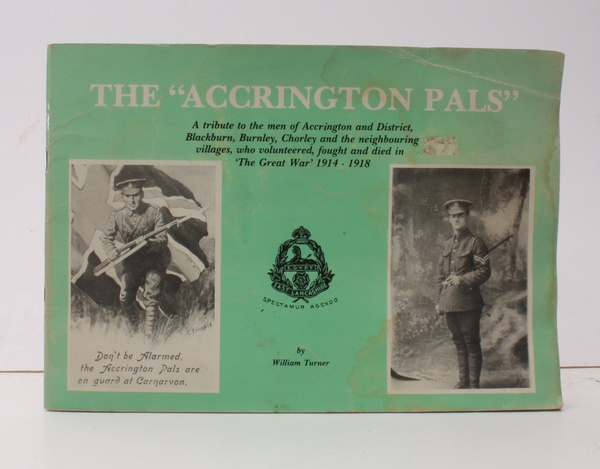 THE "ACCRINGTON PALS"
A tribute to the men of Accrington and District,
Blackburn, Burnley, Chorley and the neighbouring
villages, who volunteered, fought and died in
'The Great War' 1914 - 1918
EGYPT
EAST LANCASHIRE
SPECTAMUR AGENDO
Don't be Alarmed,
the Accrington Pals are
on guard at Carnarvon.
by
William Turner